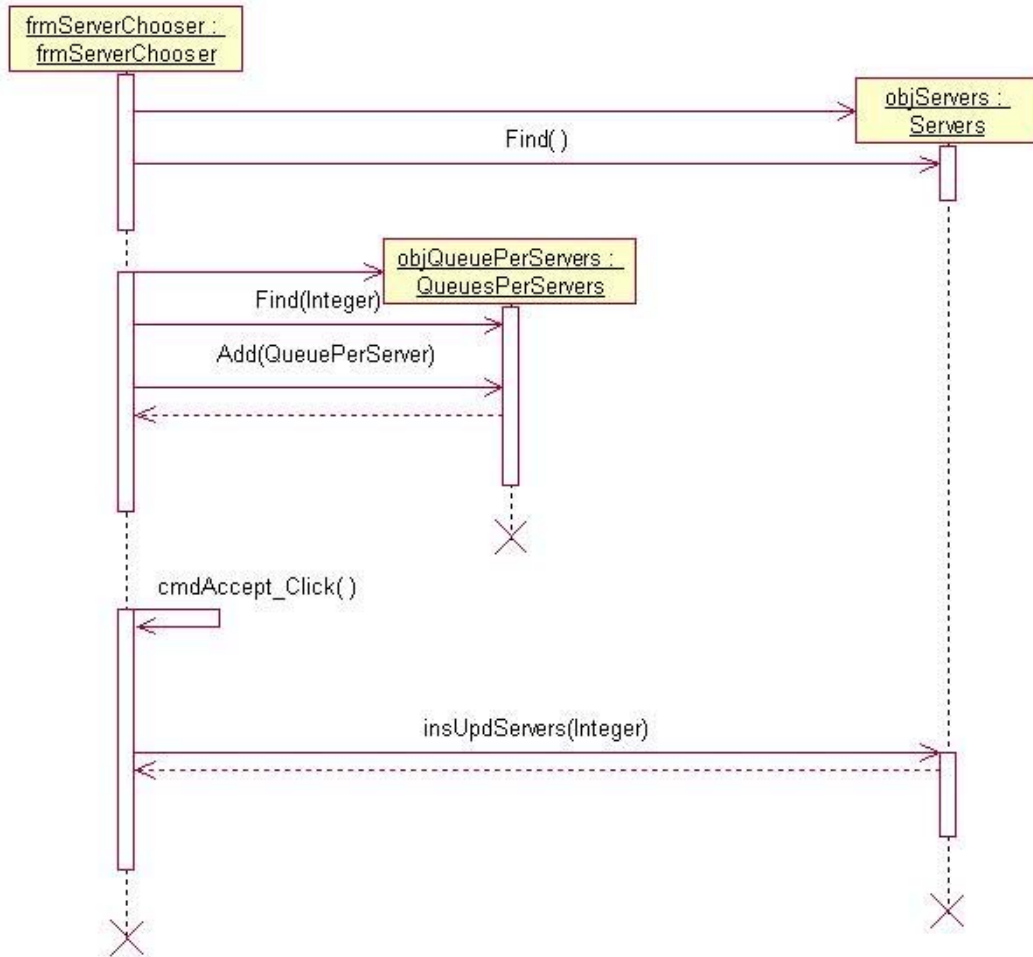 frmServerChooser :
frmServerChooser
objServers :
Servers
Find( )
objQueuePerServers :
QueuesPerServers
Find(Integer)
Add(QueuePerServer)
cmdAccept_Click( )
insUpdServers(Integer)